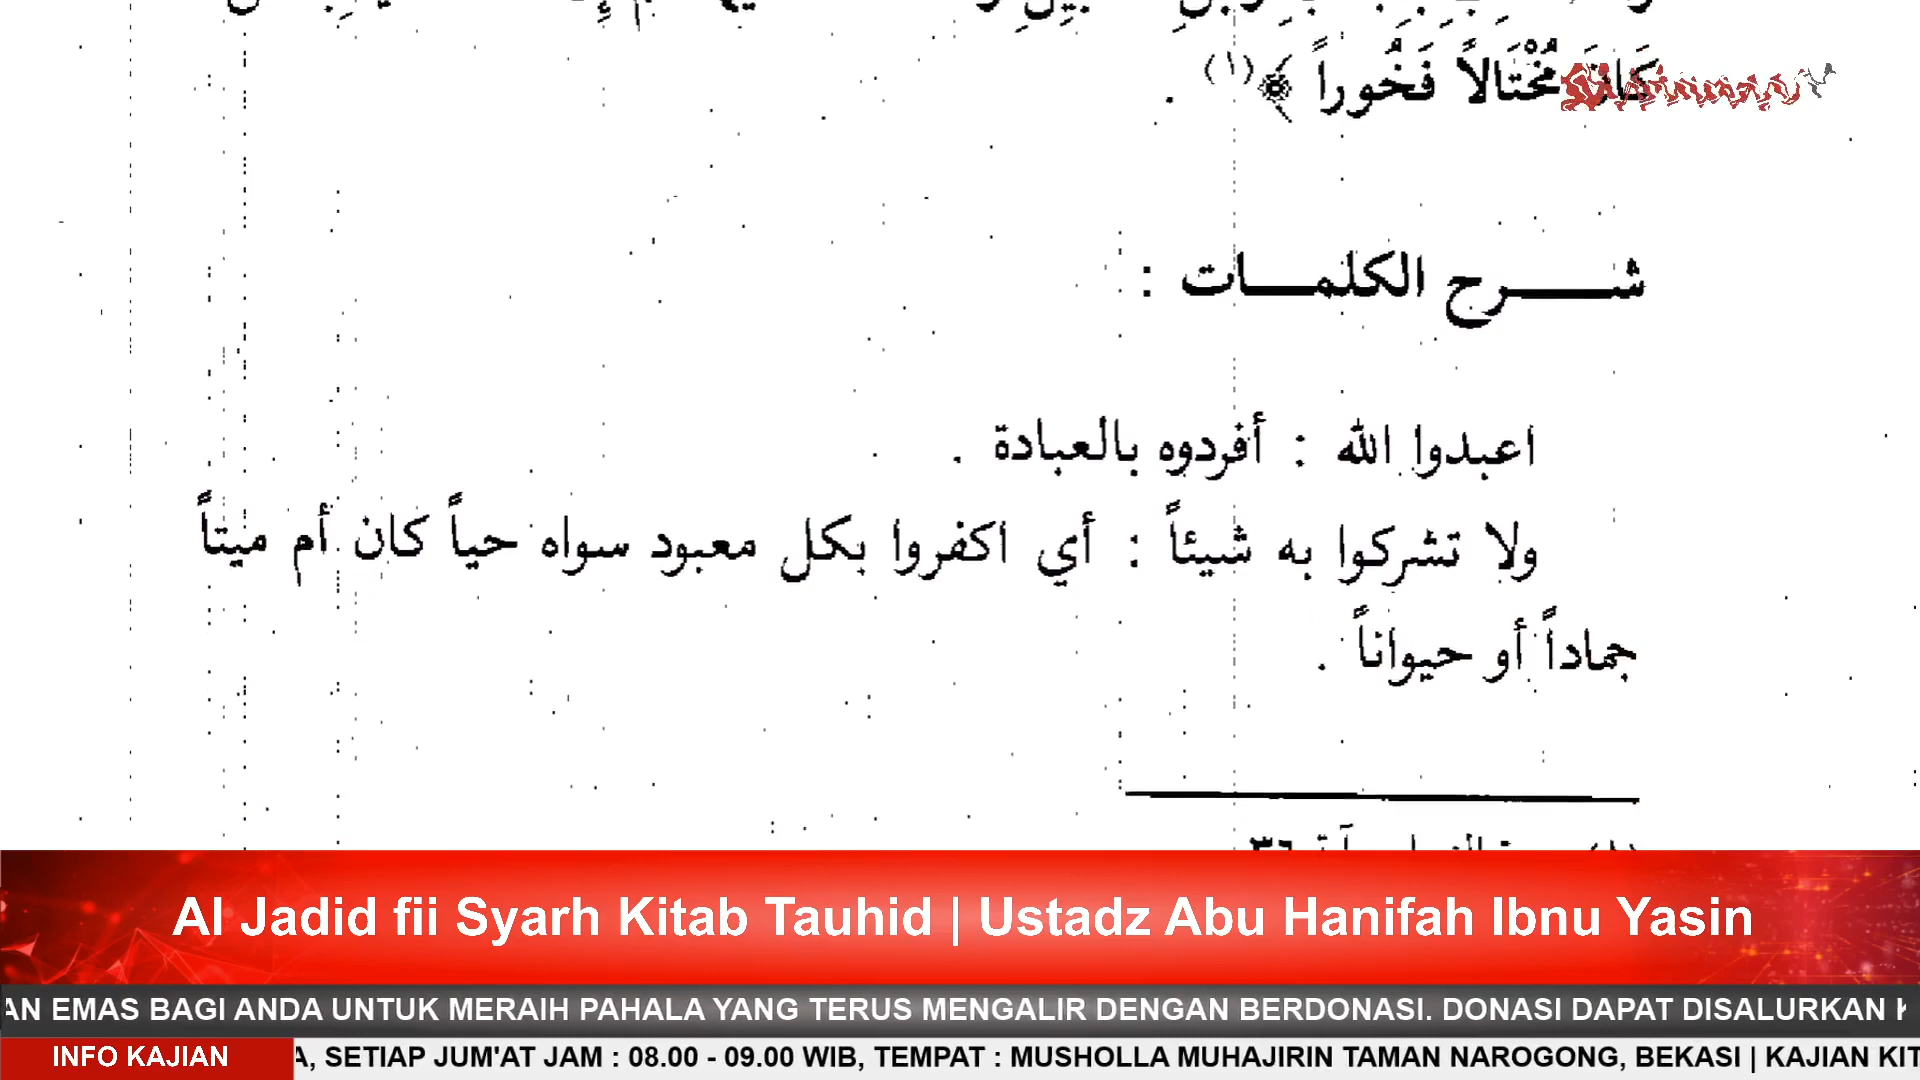 كَانَ مُخْتَالاً فَخُوراً ﴾(١) .
شـــرح الكلمـــات :
اعبدوا الله : أفردوه بالعبادة .
ولا تشركوا به شيئاً : أي اكفروا بكل معبود سواه حياً كان أم ميتاً
جماداً أو حيواناً .
Al Jadid fii Syarh Kitab Tauhid | Ustadz Abu Hanifah Ibnu Yasin
AN EMAS BAGI ANDA UNTUK MERAIH PAHALA YANG TERUS MENGALIR DENGAN BERDONASI. DONASI DAPAT DISALURKAN
INFO KAJIAN
A, SETIAP JUM'AT JAM : 08.00 - 09.00 WIB, TEMPAT : MUSHOLLA MUHAJIRIN TAMAN NAROGONG, BEKASI | KAJIAN KIT